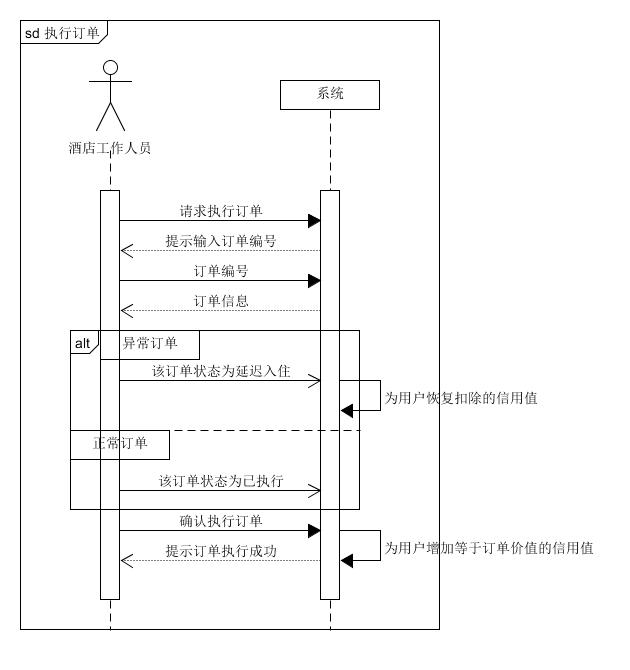 sd 执行订单
系统
酒店工作人员
请求执行订单
提示输入订单编号
订单编号
订单信息
alt
异常订单
该订单状态为延迟入住
为用户恢复扣除的信用值
正常订单
该订单状态为已执行
确认执行订单
为用户增加等于订单价值的信用值
提示订单执行成功